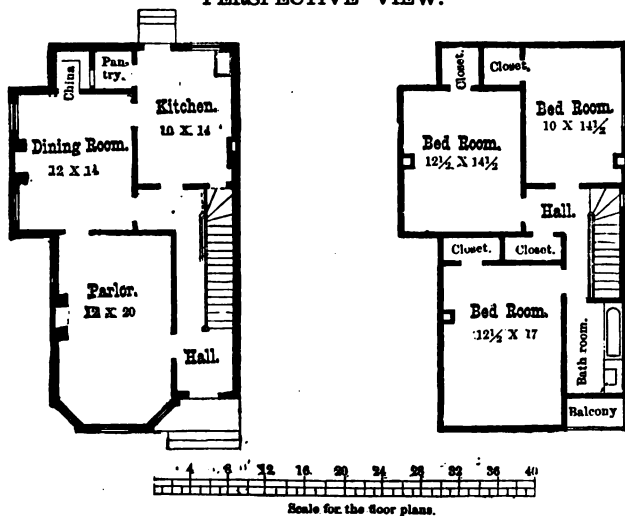 PERSPECTIVE VIEW.
China
Pan-
try.
Kitchen.
10 X 14
Dining Room.
12 X 14
Parlor.
12 X 20
Hall.
Closet.
Closet.
Bed Room.
10 X 14½
Bed Room.
12½ X 14½
Hall.
Closet.
Closet.
Bed Room.
12½ X 17
Bath room.
Balcony
4 8 12 16 20 24 28 32 36 40
Scale for the floor plans.